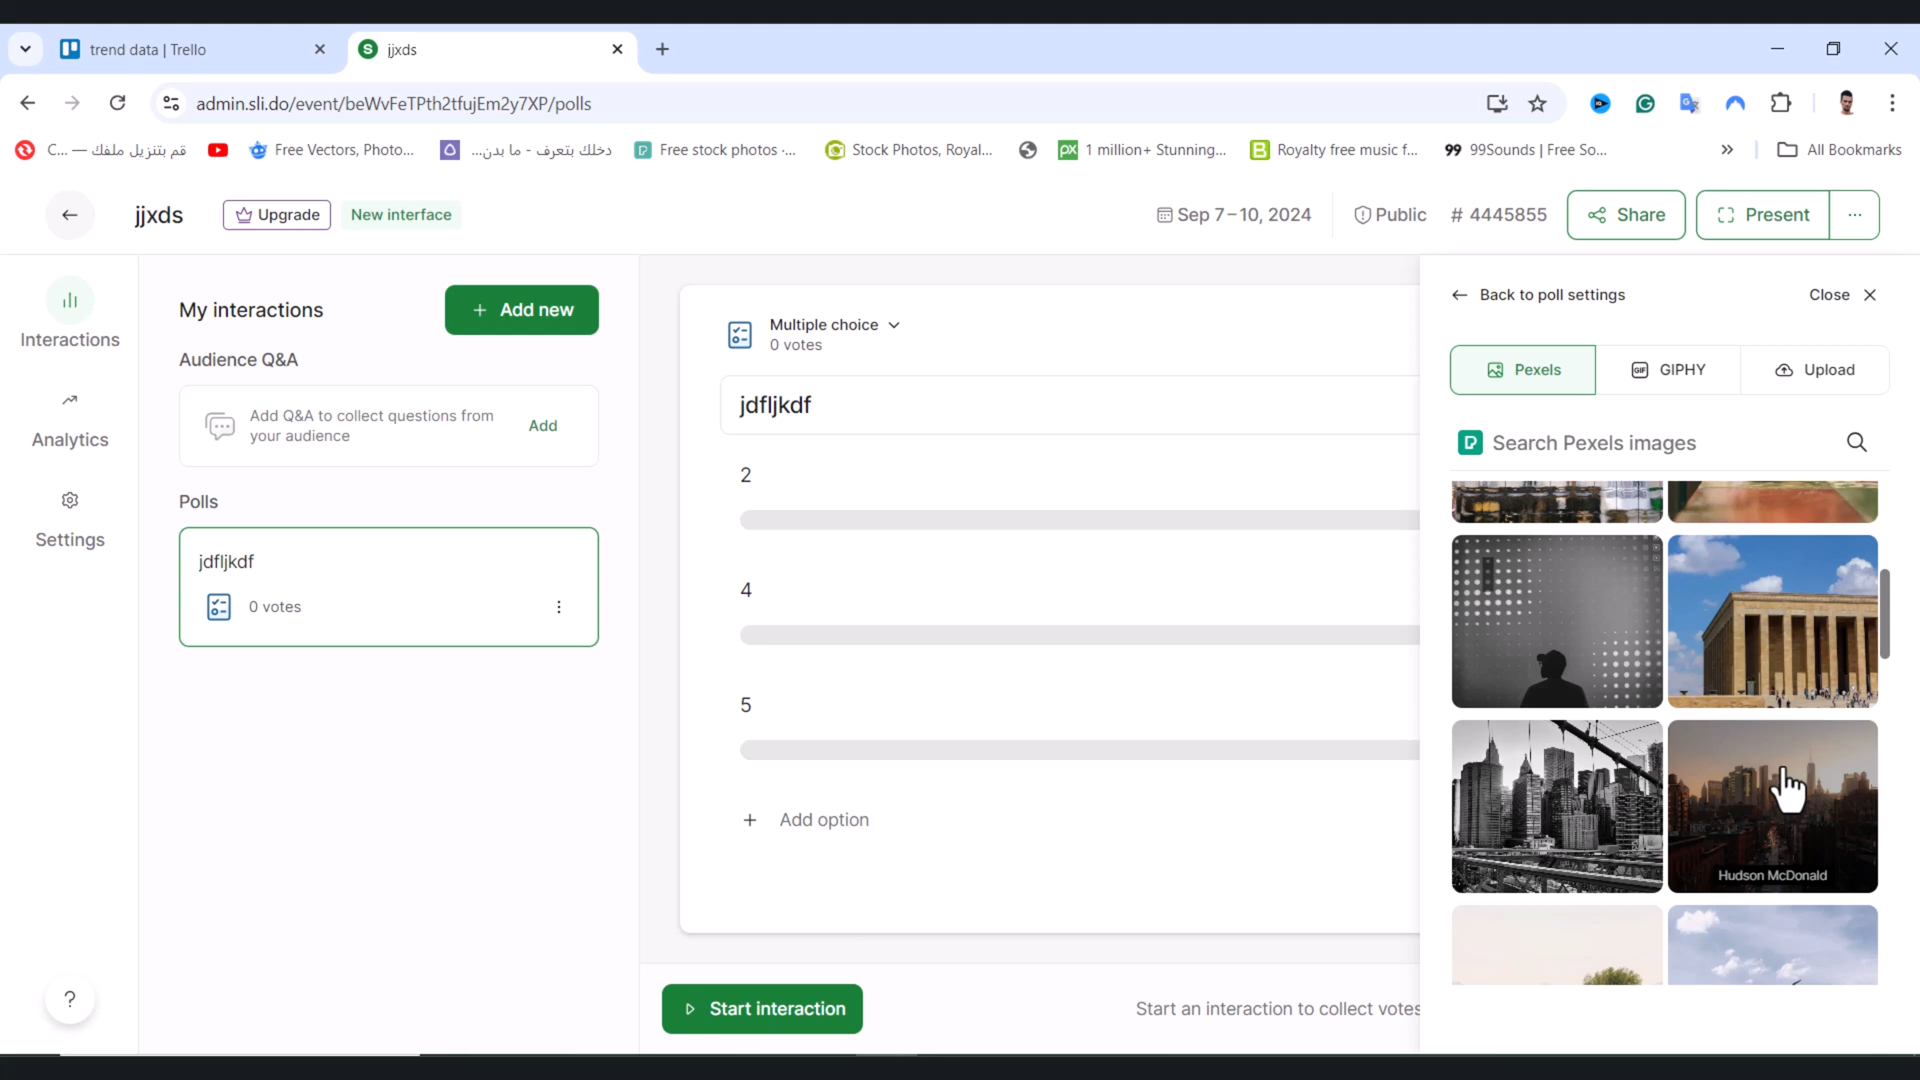 trend data | Trello
jjxds
admin.sli.do/event/beWvFeTPth2tfujEm2y7XP/polls
قم بتنزيل ملفك — C...
Free Vectors, Photo...
دخلك بتعرف - ما بدن...
Free stock photos ·...
Stock Photos, Royal...
1 million+ Stunning...
Royalty free music f...
99 99Sounds | Free So...
All Bookmarks
jjxds
Upgrade
New interface
Sep 7–10, 2024
Public
# 4445855
Share
Present
Interactions
Analytics
Settings
My interactions
Add new
Audience Q&A
Add Q&A to collect questions from
your audience
Add
Polls
jdfljkdf
0 votes
Multiple choice
0 votes
jdfljkdf
2
4
5
Add option
Start interaction
Start an interaction to collect votes
Back to poll settings
Close
Pexels
GIF GIPHY
Upload
Search Pexels images
Hudson McDonald
?